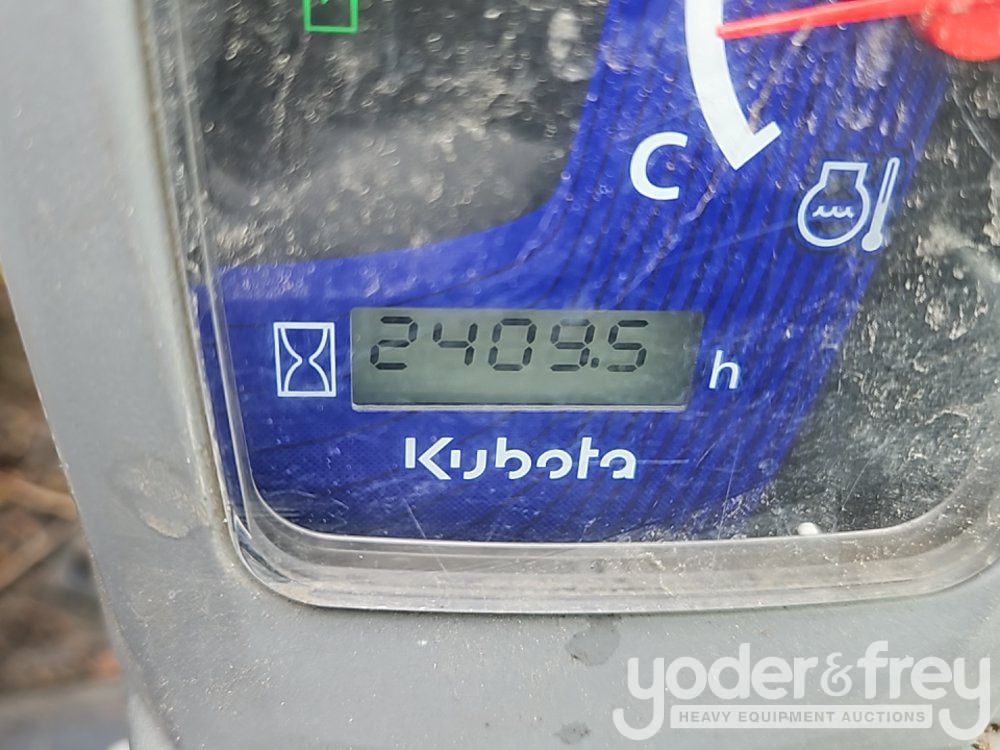 C
2409.5 h
Kubota
yoder&frey
HEAVY EQUIPMENT AUCTIONS